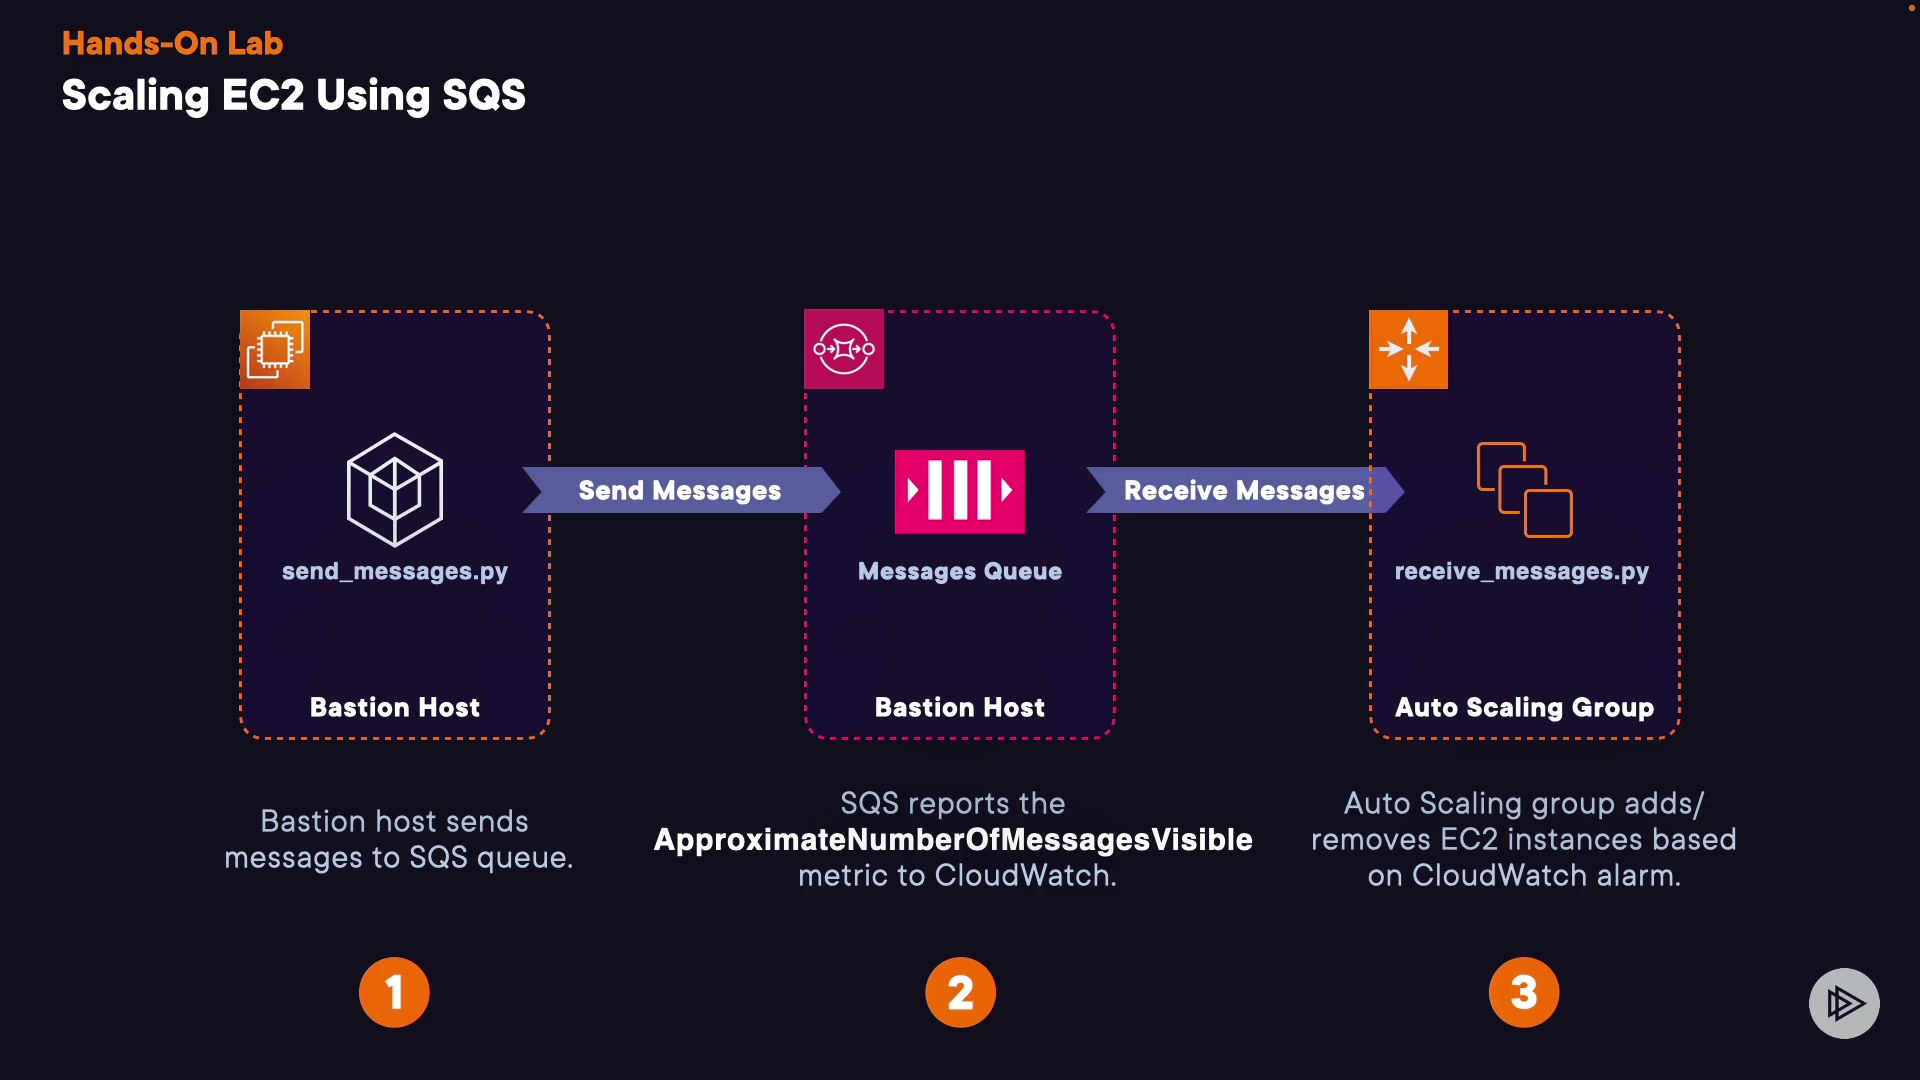 Hands-On Lab
Scaling EC2 Using SQS
Send Messages
Receive Messages
send_messages.py
Messages Queue
receive_messages.py
Bastion Host
Bastion Host
Auto Scaling Group
Bastion host sends
messages to SQS queue.
SQS reports the
ApproximateNumberOfMessagesVisible
metric to CloudWatch.
Auto Scaling group adds/
removes EC2 instances based
on CloudWatch alarm.
1
2
3